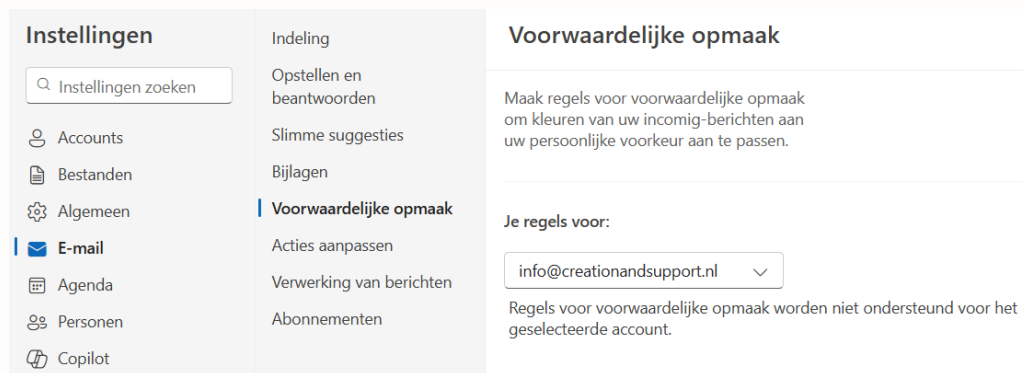 Instellingen
Instellingen zoeken
Accounts
Bestanden
Algemeen
E-mail
Agenda
Personen
Copilot
Indeling
Opstellen en
beantwoorden
Slimme suggesties
Bijlagen
Voorwaardelijke opmaak
Acties aanpassen
Verwerking van berichten
Abonnementen
Voorwaardelijke opmaak
Maak regels voor voorwaardelijke opmaak
om kleuren van uw incomig-berichten aan
uw persoonlijke voorkeur aan te passen.
Je regels voor:
info@creationandsupport.nl
Regels voor voorwaardelijke opmaak worden niet ondersteund voor het
geselecteerde account.